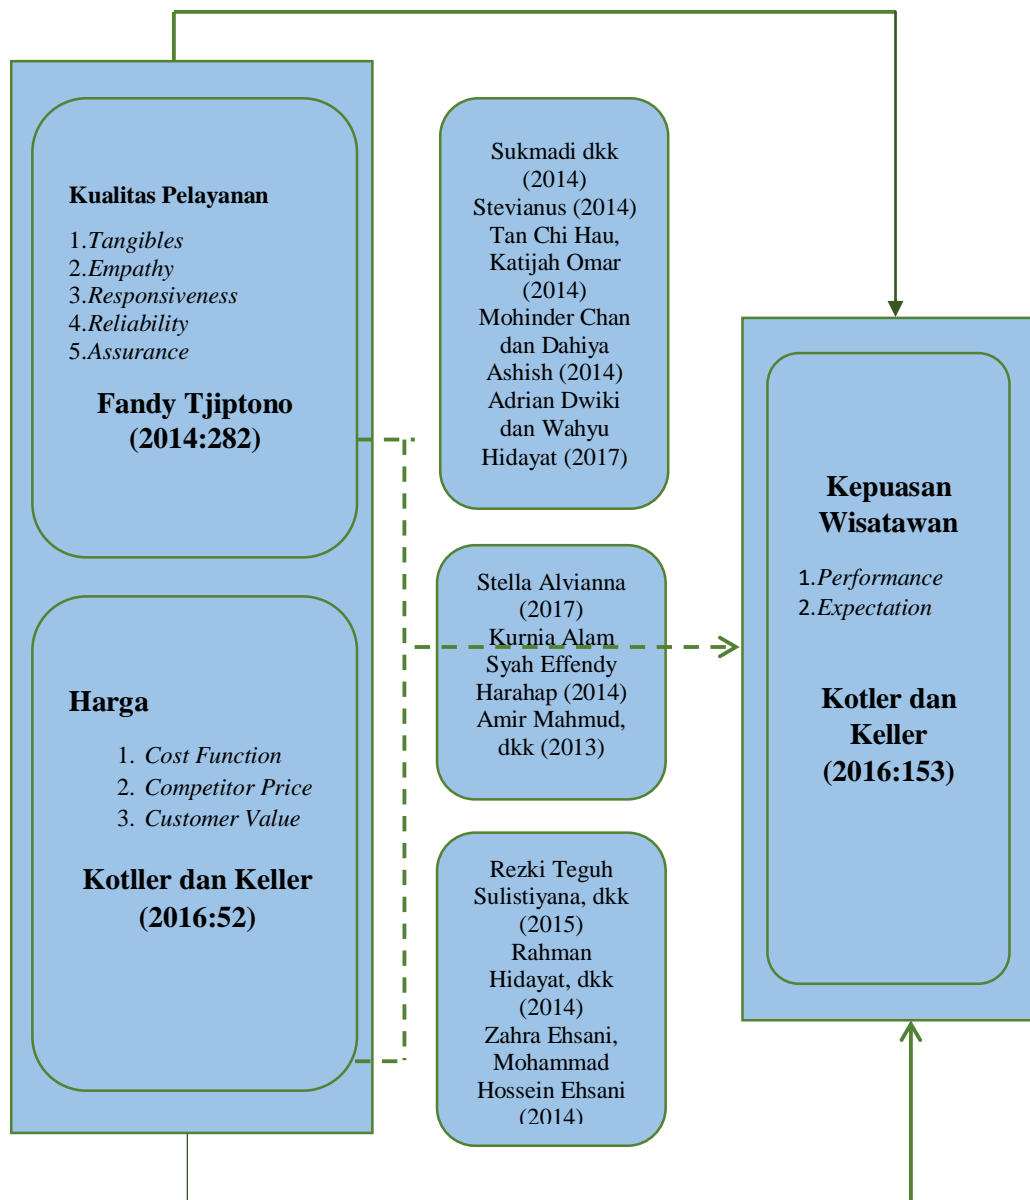 Kualitas Pelayanan
1.Tangibles
2.Empathy
3.Responsiveness
4.Reliability
5.Assurance
Fandy Tjiptono
(2014:282)
Harga
1. Cost Function
2. Competitor Price
3. Customer Value
Kotller dan Keller
(2016:52)
Sukmadi dkk
(2014)
Stevianus (2014)
Tan Chi Hau,
Katijah Omar
(2014)
Mohinder Chan
dan Dahiya
Ashish (2014)
Adrian Dwiki
dan Wahyu
Hidayat (2017)
Stella Alvianna
(2017)
Kurnia Alam
Syah Effendy
Harahap (2014)
Amir Mahmud,
dkk (2013)
Rezki Teguh
Sulistiyana, dkk
(2015)
Rahman
Hidayat, dkk
(2014)
Zahra Ehsani,
Mohammad
Hossein Ehsani
(2014)
Kepuasan
Wisatawan
1.Performance
2.Expectation
Kotler dan
Keller
(2016:153)